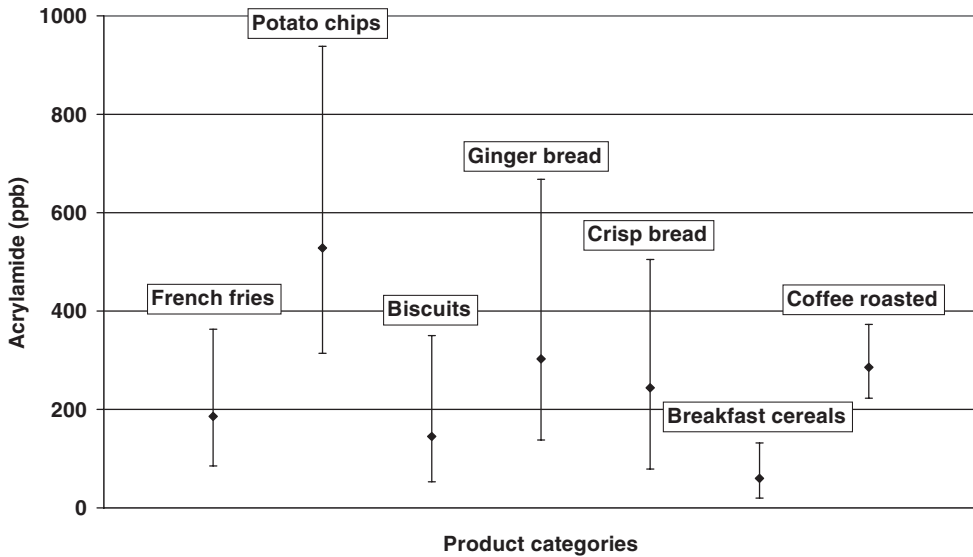 Acrylamide (ppb)
1000
800
600
400
200
0
French fries
Potato chips
Biscuits
Ginger bread
Crisp bread
Breakfast cereals
Coffee roasted
Product categories